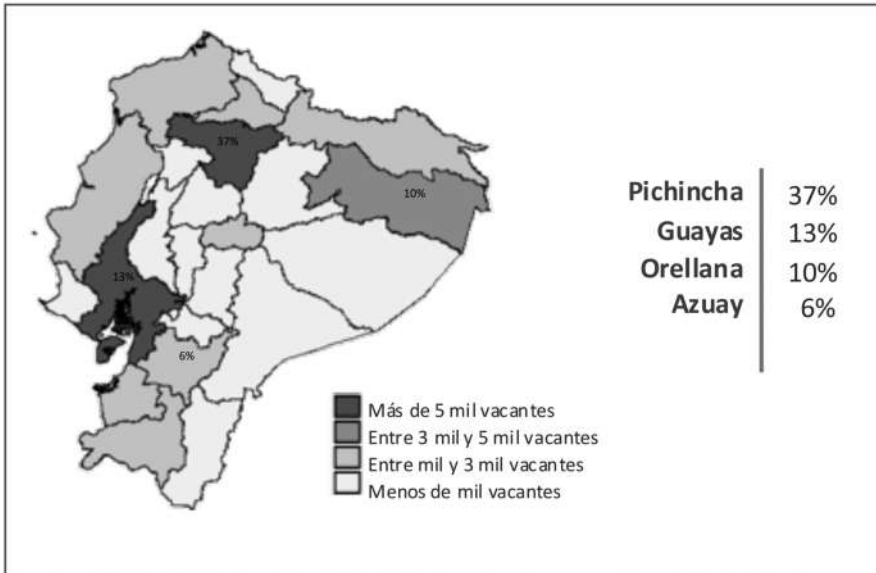 37%
10%
13%
6%
Pichincha 37%
Guayas 13%
Orellana 10%
Azuay 6%
Más de 5 mil vacantes
Entre 3 mil y 5 mil vacantes
Entre mil y 3 mil vacantes
Menos de mil vacantes